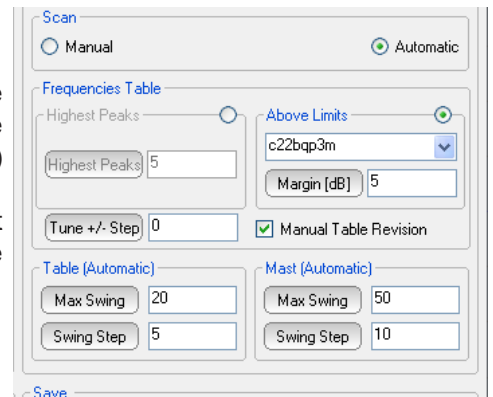 Scan
Manual
Automatic
Frequencies Table
Highest Peaks
Highest Peaks 5
Above Limits
c22bqp3m
Margin [dB] 5
Tune +/- Step 0
Manual Table Revision
Table (Automatic)
Max Swing 20
Swing Step 5
Mast (Automatic)
Max Swing 50
Swing Step 10
Save